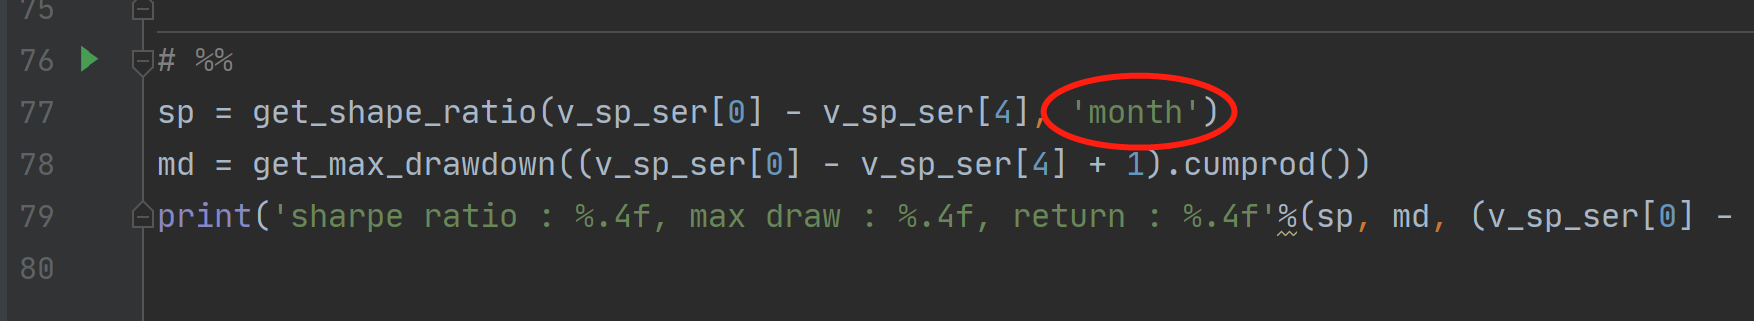 75
76 # %%
77 sp = get_shape_ratio(v_sp_ser[0] - v_sp_ser[4], 'month')
78 md = get_max_drawdown((v_sp_ser[0] - v_sp_ser[4] + 1).cumprod())
79 print('sharpe ratio : %.4f, max draw : %.4f, return : %.4f'%(sp, md, (v_sp_ser[0] -
80